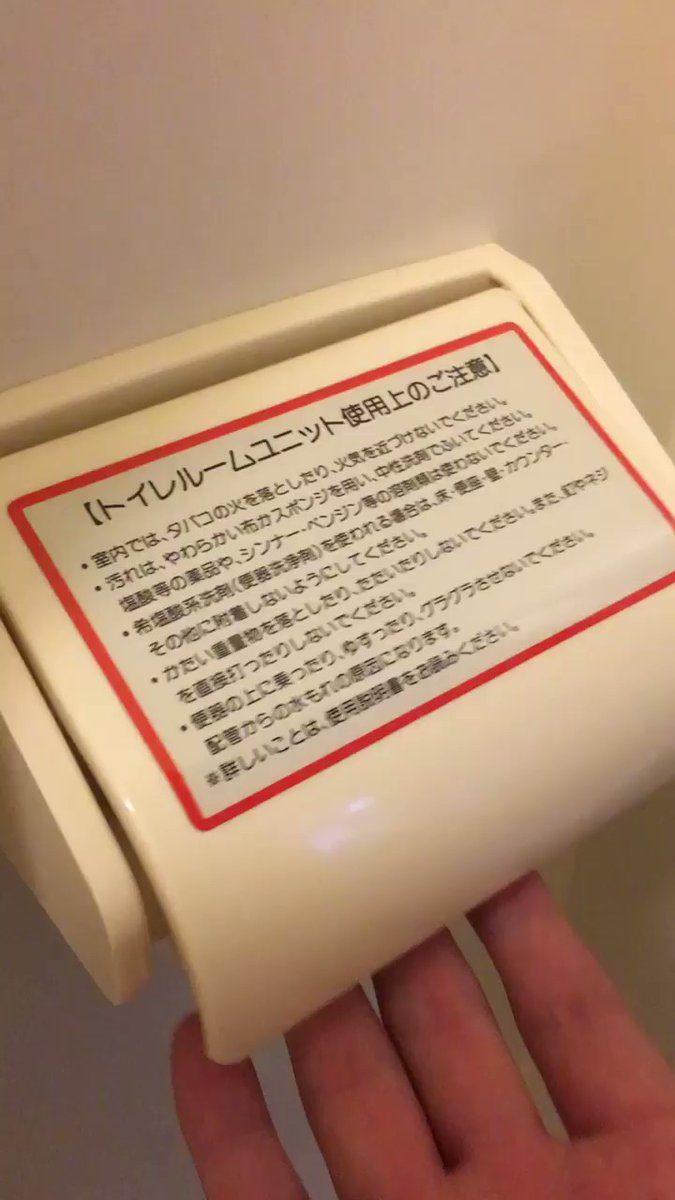 【トイレルームユニット使用上のご注意】
・室内では、タバコの火を落としたり、火気を近づけないでください。
・汚れは、やわらかい布かスポンジを用い、中性洗剤でふいてください。
塩酸等の薬品や、シンナー・ベンジン等の溶剤類は使わないでください。
・希塩酸系洗剤(便器洗浄剤)を使われる場合は、床・便座・壁・カウンター・
その他に附着しないようにしてください。
・かたい重量物を落としたり、たたいたりしないでください。また、釘やネジ
を直接打ったりしないでください。
・便器の上に乗ったり、ゆすったり、グラグラさせないでください。
配管からの水もれの原因になります。
※詳しいことは、使用説明書をお読みください。